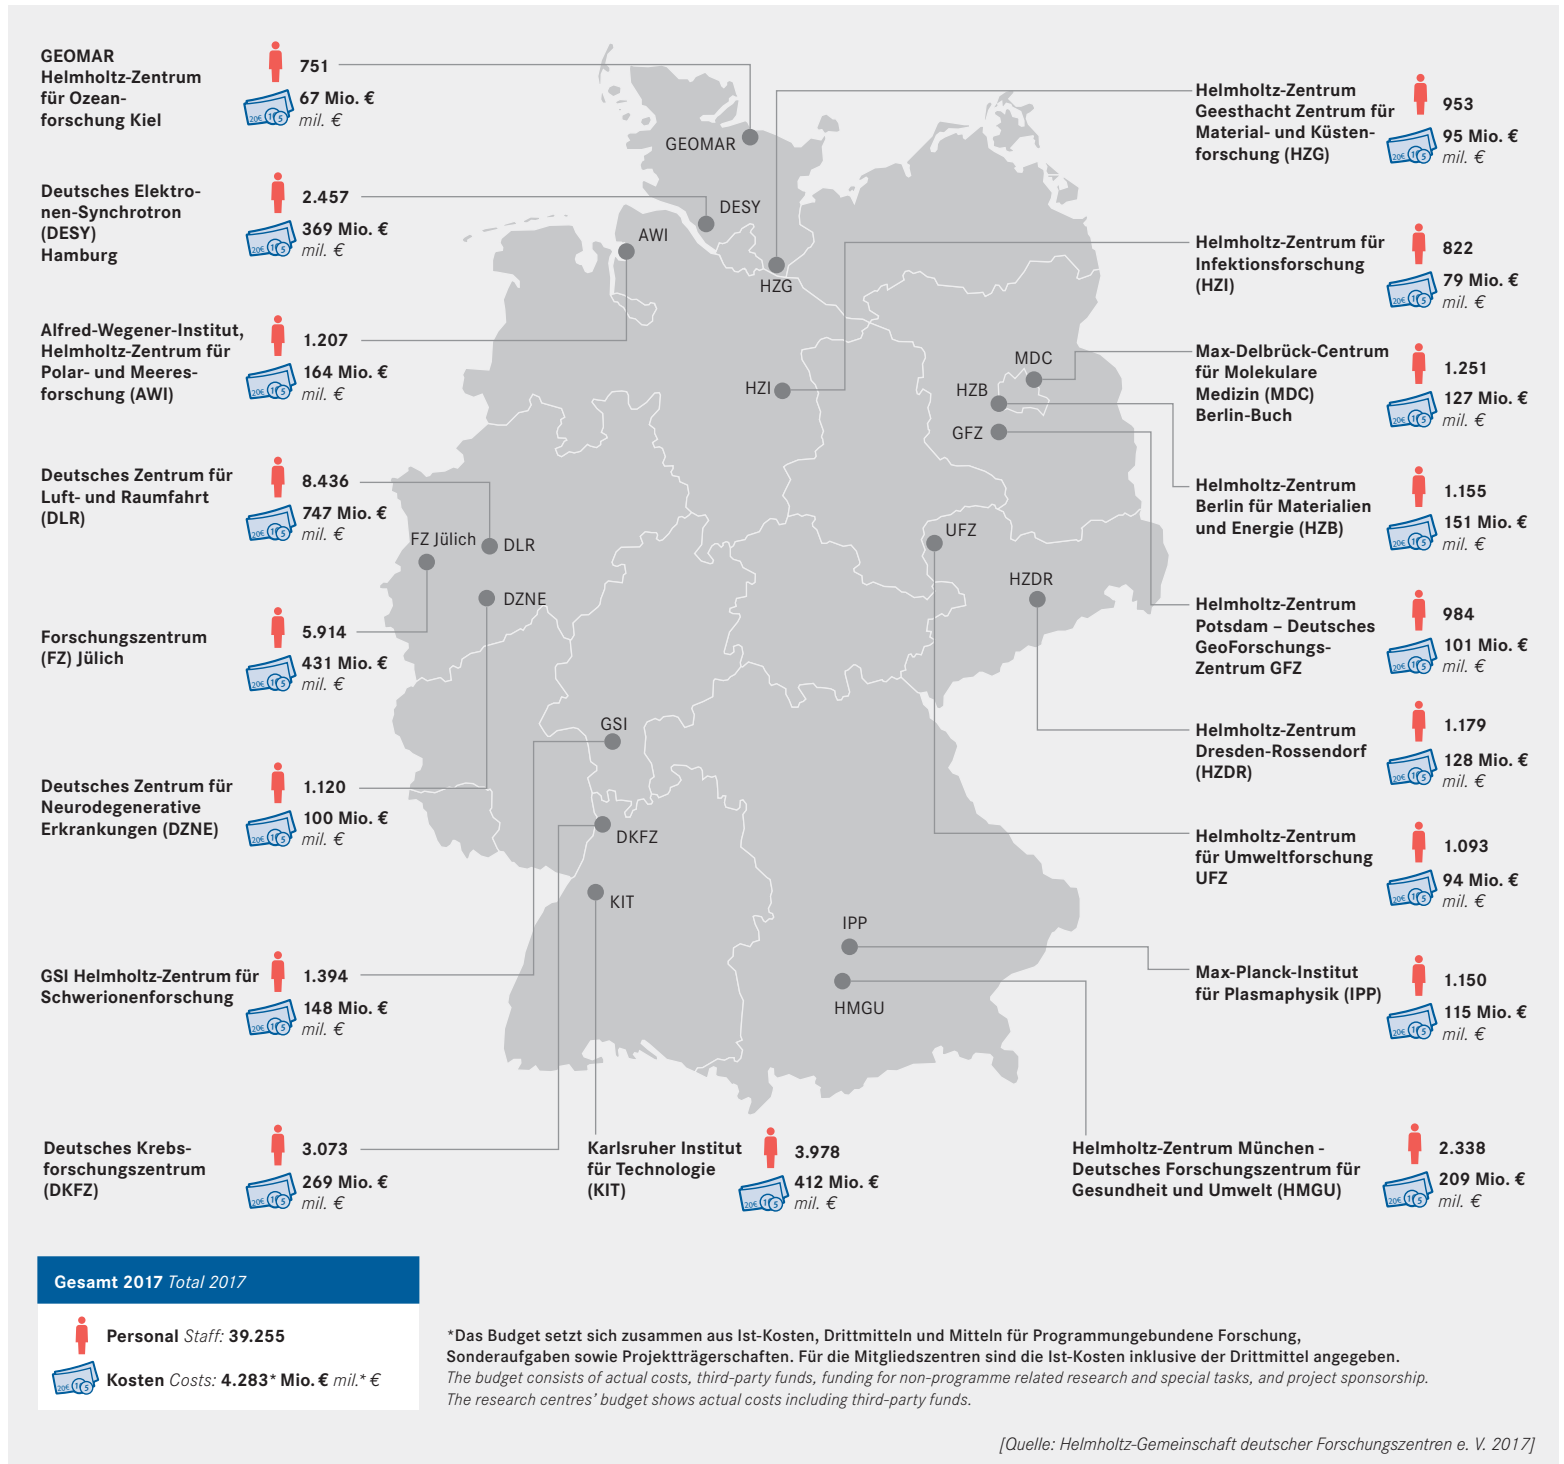 GEOMAR
Helmholtz-Zentrum
für Ozean-
forschung Kiel
751
67 Mio. €
mil. €
Deutsches Elektro-
nen-Synchrotron
(DESY)
Hamburg
2.457
369 Mio. €
mil. €
Alfred-Wegener-Institut,
Helmholtz-Zentrum für
Polar- und Meeres-
forschung (AWI)
1.207
164 Mio. €
mil. €
Deutsches Zentrum für
Luft- und Raumfahrt
(DLR)
8.436
747 Mio. €
mil. €
Forschungszentrum
(FZ) Jülich
5.914
431 Mio. €
mil. €
Deutsches Zentrum für
Neurodegenerative
Erkrankungen (DZNE)
1.120
100 Mio. €
mil. €
GSI Helmholtz-Zentrum für
Schwerionenforschung
1.394
148 Mio. €
mil. €
Deutsches Krebs-
forschungszentrum
(DKFZ)
3.073
269 Mio. €
mil. €
GEOMAR
DESY
AWI
HZG
HZI
MDC
HZB
GFZ
FZ Jülich
DLR
DZNE
UFZ
HZDR
GSI
DKFZ
KIT
IPP
HMGU
Helmholtz-Zentrum
Geesthacht Zentrum für
Material- und Küsten-
forschung (HZG)
953
95 Mio. €
mil. €
Helmholtz-Zentrum für
Infektionsforschung
(HZI)
822
79 Mio. €
mil. €
Max-Delbrück-Centrum
für Molekulare
Medizin (MDC)
Berlin-Buch
1.251
127 Mio. €
mil. €
Helmholtz-Zentrum
Berlin für Materialien
und Energie (HZB)
1.155
151 Mio. €
mil. €
Helmholtz-Zentrum
Potsdam – Deutsches
GeoForschungs-
Zentrum GFZ
984
101 Mio. €
mil. €
Helmholtz-Zentrum
Dresden-Rossendorf
(HZDR)
1.179
128 Mio. €
mil. €
Helmholtz-Zentrum
für Umweltforschung
UFZ
1.093
94 Mio. €
mil. €
Max-Planck-Institut
für Plasmaphysik (IPP)
1.150
115 Mio. €
mil. €
Karlsruher Institut
für Technologie
(KIT)
3.978
412 Mio. €
mil. €
Helmholtz-Zentrum München -
Deutsches Forschungszentrum für
Gesundheit und Umwelt (HMGU)
2.338
209 Mio. €
mil. €
Gesamt 2017 Total 2017
Personal Staff: 39.255
Kosten Costs: 4.283* Mio. € mil.* €
*Das Budget setzt sich zusammen aus Ist-Kosten, Drittmitteln und Mitteln für Programmungebundene Forschung,
Sonderaufgaben sowie Projektträgerschaften. Für die Mitgliedszentren sind die Ist-Kosten inklusive der Drittmittel angegeben.
The budget consists of actual costs, third-party funds, funding for non-programme related research and special tasks, and project sponsorship.
The research centres' budget shows actual costs including third-party funds.
[Quelle: Helmholtz-Gemeinschaft deutscher Forschungszentren e. V. 2017]